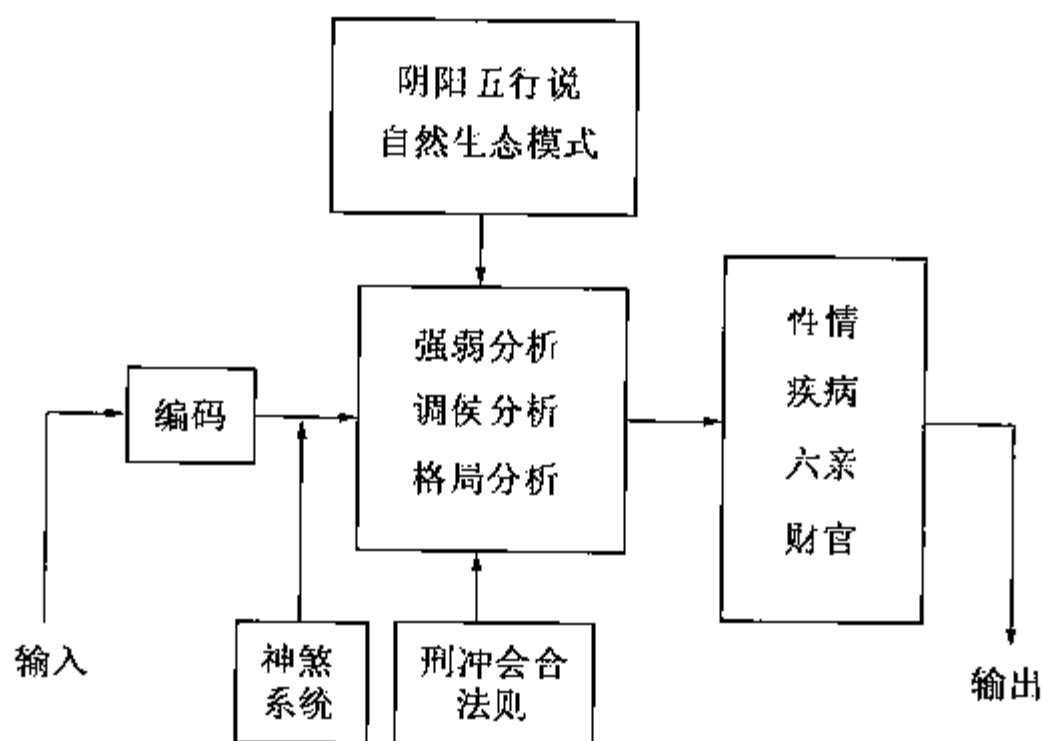 阴阳五行说
自然生态模式
强弱分析
调侯分析
格局分析
性情
疾病
六亲
财官
编码
输入
神煞
系统
刑冲会合
法则
输出